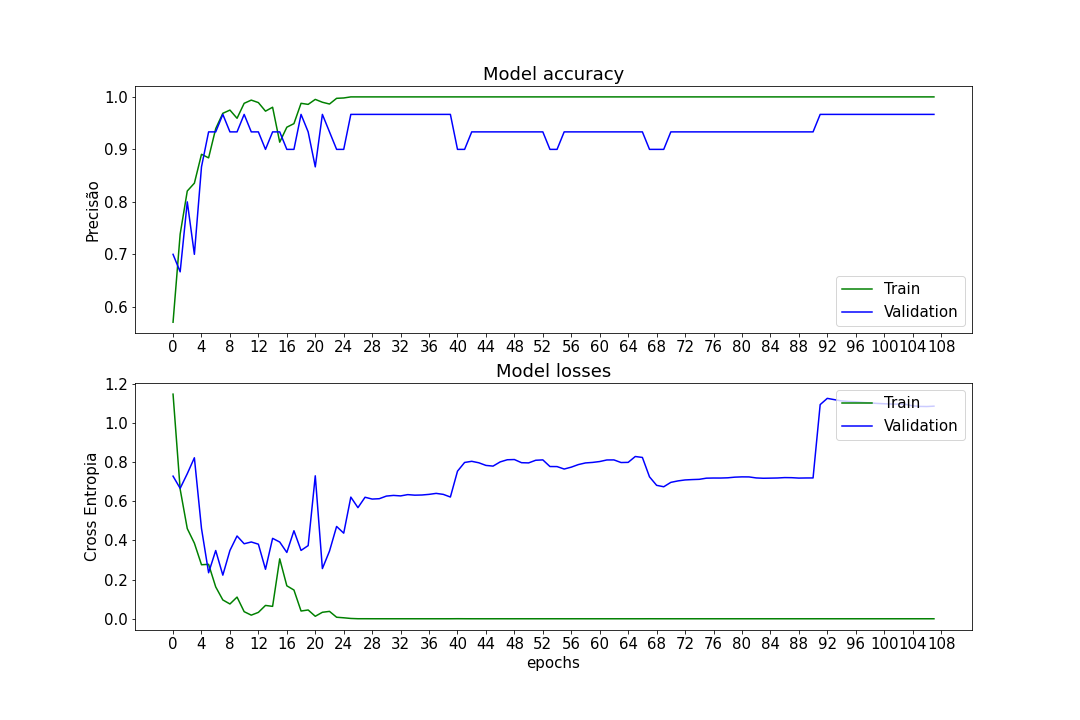 Model accuracy
1.0
0.9
0.8
0.7
0.6
Precisão
Train
Validation
0 4 8 12 16 20 24 28 32 36 40 44 48 52 56 60 64 68 72 76 80 84 88 92 96 100 104 108
Model losses
1.2
1.0
0.8
0.6
0.4
0.2
0.0
Cross Entropia
Train
Validation
0 4 8 12 16 20 24 28 32 36 40 44 48 52 56 60 64 68 72 76 80 84 88 92 96 100 104 108
epochs